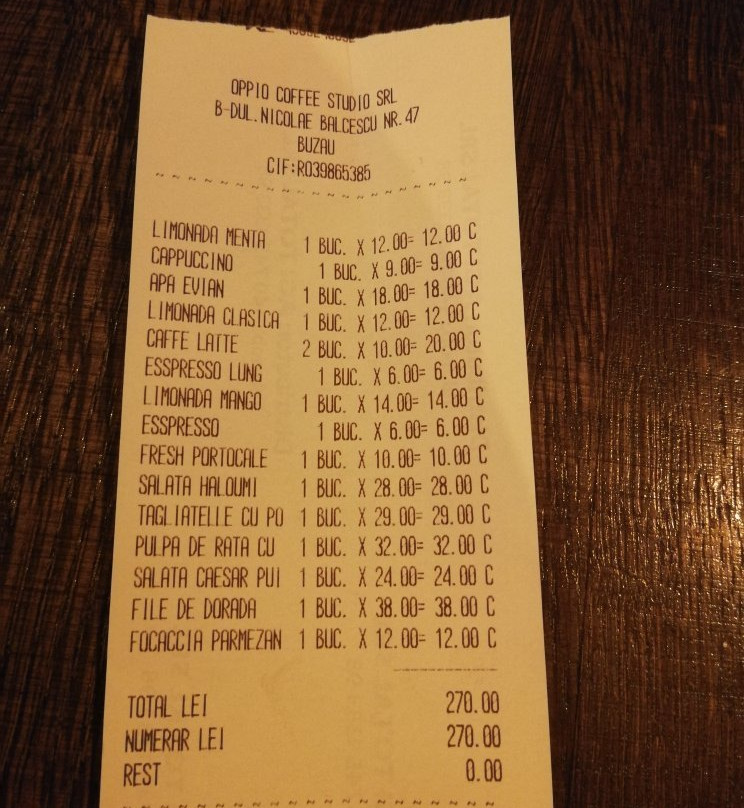 OPPIO COFFEE STUDIO SRL
B-DUL.NICOLAE BALCESCU NR.47
BUZAU
CIF:RO39865385
LIMONADA MENTA 1 BUC. X 12.00= 12.00 C
CAPPUCCINO 1 BUC. X 9.00= 9.00 C
APA EVIAN 1 BUC. X 18.00= 18.00 C
LIMONADA CLASICA 1 BUC. X 12.00= 12.00 C
CAFFE LATTE 2 BUC. X 10.00= 20.00 C
ESSPRESSO LUNG 1 BUC. X 6.00= 6.00 C
LIMONADA MANGO 1 BUC. X 14.00= 14.00 C
ESSPRESSO 1 BUC. X 6.00= 6.00 C
FRESH PORTOCALE 1 BUC. X 10.00= 10.00 C
SALATA HALOUMI 1 BUC. X 28.00= 28.00 C
TAGLIATELLE CU PO 1 BUC. X 29.00= 29.00 C
PULPA DE RATA CU 1 BUC. X 32.00= 32.00 C
SALATA CAESAR PUI 1 BUC. X 24.00= 24.00 C
FILE DE DORADA 1 BUC. X 38.00= 38.00 C
FOCACCIA PARMEZAN 1 BUC. X 12.00= 12.00 C
TOTAL LEI 270.00
NUMERAR LEI 270.00
REST 0.00